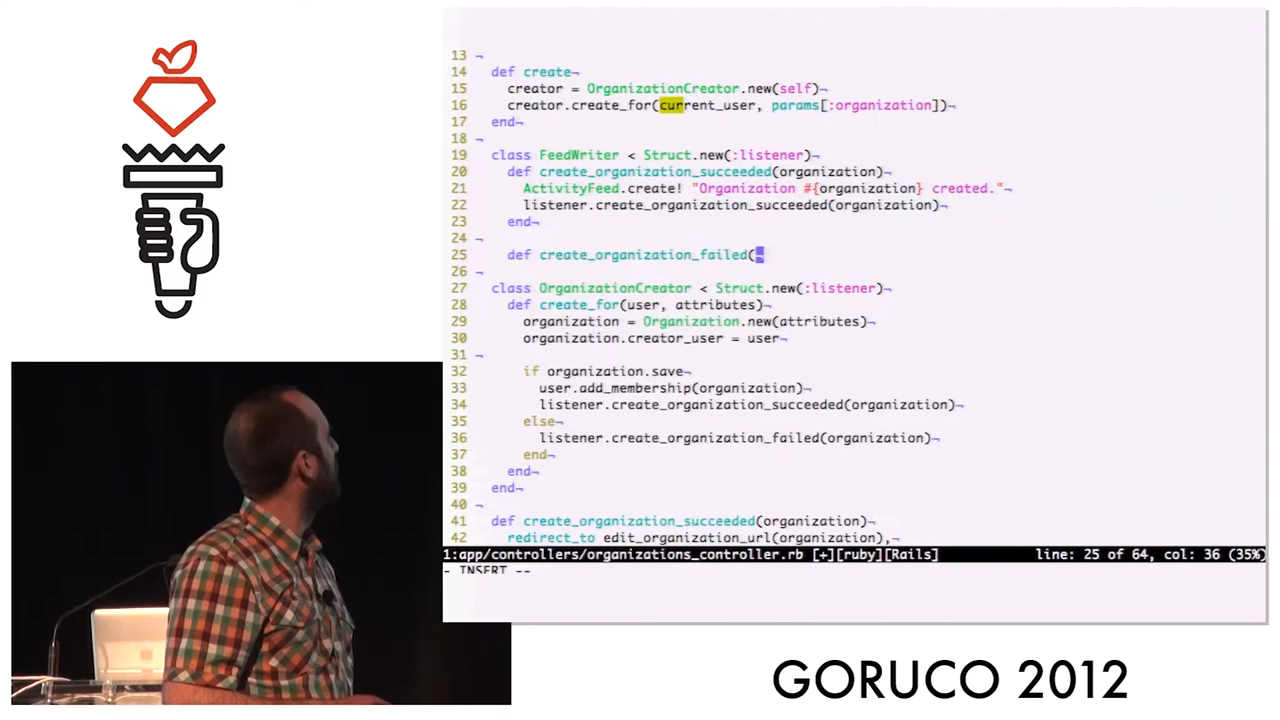 13 ¬
14   def create¬
15     creator = OrganizationCreator.new(self)¬
16     creator.create_for(current_user, params[:organization])¬
17   end¬
18 ¬
19   class FeedWriter < Struct.new(:listener)¬
20     def create_organization_succeeded(organization)¬
21       ActivityFeed.create! "Organization #{organization} created."¬
22       listener.create_organization_succeeded(organization)¬
23     end¬
24 ¬
25     def create_organization_failed(¬
26 ¬
27   class OrganizationCreator < Struct.new(:listener)¬
28     def create_for(user, attributes)¬
29       organization = Organization.new(attributes)¬
30       organization.creator_user = user¬
31 ¬
32       if organization.save¬
33         user.add_membership(organization)¬
34         listener.create_organization_succeeded(organization)¬
35       else¬
36         listener.create_organization_failed(organization)¬
37       end¬
38     end¬
39   end¬
40 ¬
41   def create_organization_succeeded(organization)¬
42     redirect_to edit_organization_url(organization),¬
1:app/controllers/organizations_controller.rb [+][ruby][Rails] line: 25 of 64, col: 36 (35%)
- INSERT --
GORUCO 2012